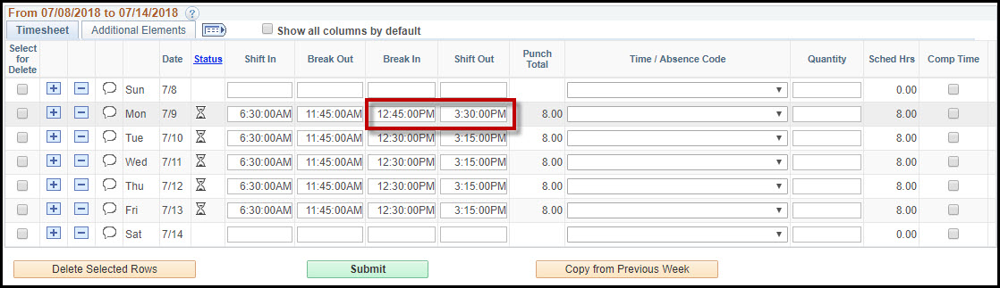 From 07/08/2018 to 07/14/2018 ?
Timesheet Additional Elements Show all columns by default
Select for Delete Date Status Shift In Break Out Break In Shift Out Punch Total Time / Absence Code Quantity Sched Hrs Comp Time
Sun 7/8 0.00
Mon 7/9 6:30:00AM 11:45:00AM 12:45:00PM 3:30:00PM 8.00 8.00
Tue 7/10 6:30:00AM 11:45:00AM 12:30:00PM 3:15:00PM 8.00 8.00
Wed 7/11 6:30:00AM 11:45:00AM 12:30:00PM 3:15:00PM 8.00 8.00
Thu 7/12 6:30:00AM 11:45:00AM 12:30:00PM 3:15:00PM 8.00 8.00
Fri 7/13 6:30:00AM 11:45:00AM 12:30:00PM 3:15:00PM 8.00 8.00
Sat 7/14 0.00
Delete Selected Rows Submit Copy from Previous Week